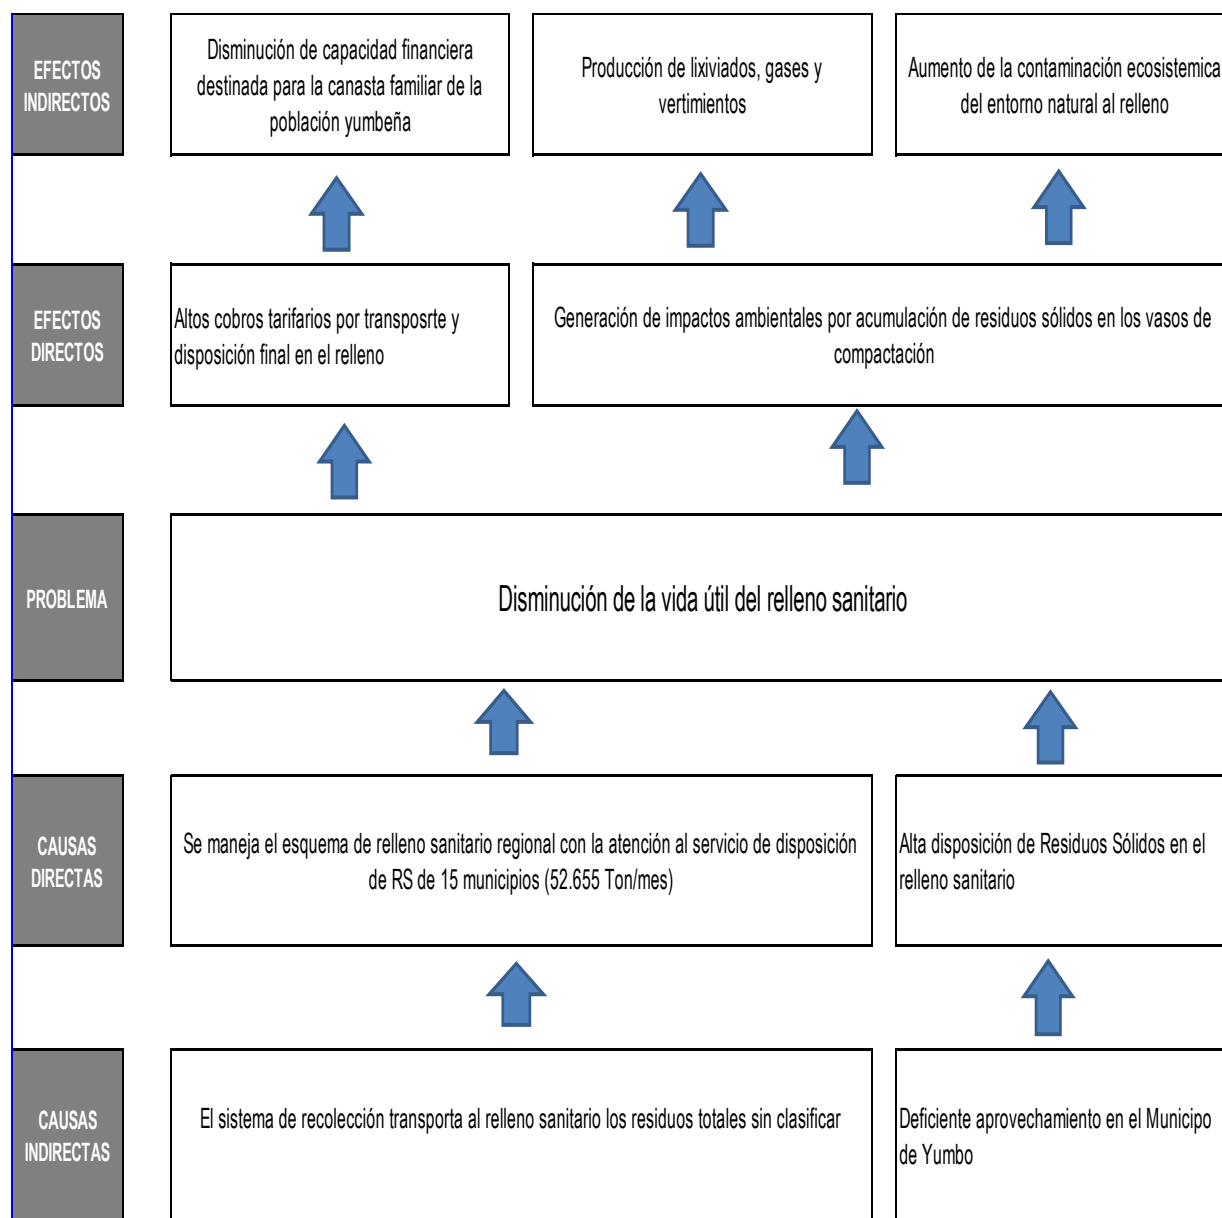 EFECTOS
INDIRECTOS
Disminución de capacidad financiera
destinada para la canasta familiar de la
población yumbeña
Producción de lixiviados, gases y
vertimientos
Aumento de la contaminación ecosistemica
del entorno natural al relleno
EFECTOS
DIRECTOS
Altos cobros tarifarios por transposrte y
disposición final en el relleno
Generación de impactos ambientales por acumulación de residuos sólidos en los vasos de
compactación
PROBLEMA
Disminución de la vida útil del relleno sanitario
CAUSAS
DIRECTAS
Se maneja el esquema de relleno sanitario regional con la atención al servicio de disposición
de RS de 15 municipios (52.655 Ton/mes)
Alta disposición de Residuos Sólidos en el
relleno sanitario
CAUSAS
INDIRECTAS
El sistema de recolección transporta al relleno sanitario los residuos totales sin clasificar
Deficiente aprovechamiento en el Municipo
de Yumbo